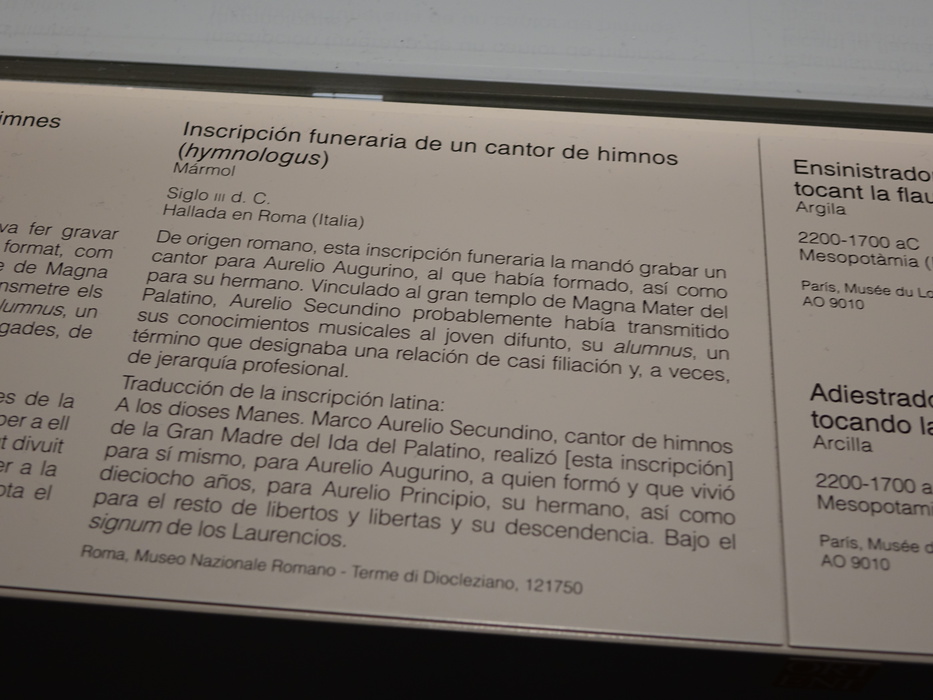 imnes
va fer gravar
format, com
e de Magna
nsmetre els
lumnus, un
gades, de
es de la
per a ell
t divuit
er a la
ota el
Inscripción funeraria de un cantor de himnos
(hymnologus)
Mármol
Siglo III d. C.
Hallada en Roma (Italia)
De origen romano, esta inscripción funeraria la mandó grabar un
cantor para Aurelio Augurino, al que había formado, así como
para su hermano. Vinculado al gran templo de Magna Mater del
Palatino, Aurelio Secundino probablemente había transmitido
sus conocimientos musicales al joven difunto, su alumnus, un
término que designaba una relación de casi filiación y, a veces,
de jerarquía profesional.
Traducción de la inscripción latina:
A los dioses Manes. Marco Aurelio Secundino, cantor de himnos
de la Gran Madre del Ida del Palatino, realizó [esta inscripción]
para sí mismo, para Aurelio Augurino, a quien formó y que vivió
dieciocho años, para Aurelio Principio, su hermano, así como
para el resto de libertos y libertas y su descendencia. Bajo el
signum de los Laurencios.
Roma, Museo Nazionale Romano - Terme di Diocleziano, 121750
Ensinistrado
tocant la flau
Argila
2200-1700 aC
Mesopotàmia (
París, Musée du Lo
AO 9010
Adiestrado
tocando la
Arcilla
2200-1700 a
Mesopotami
París, Musée d
AO 9010